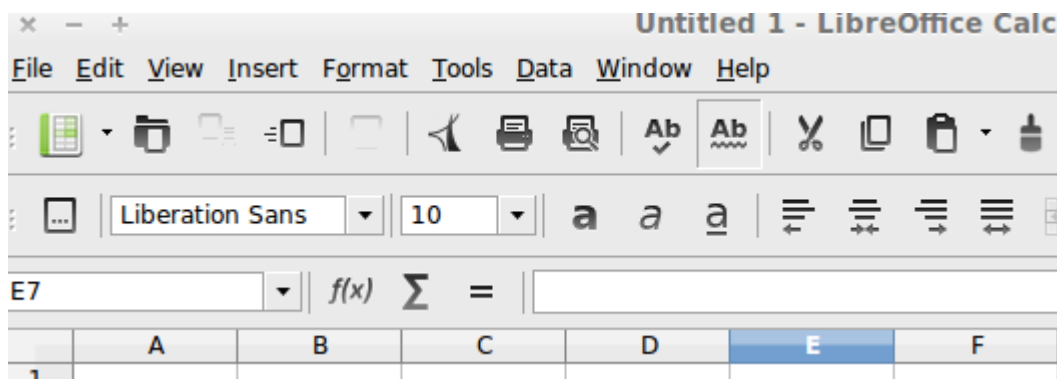 Untitled 1 - LibreOffice Calc
File Edit View Insert Format Tools Data Window Help
Ab Ab
Liberation Sans 10 a a a
E7 f(x) Σ =
A B C D E F
1